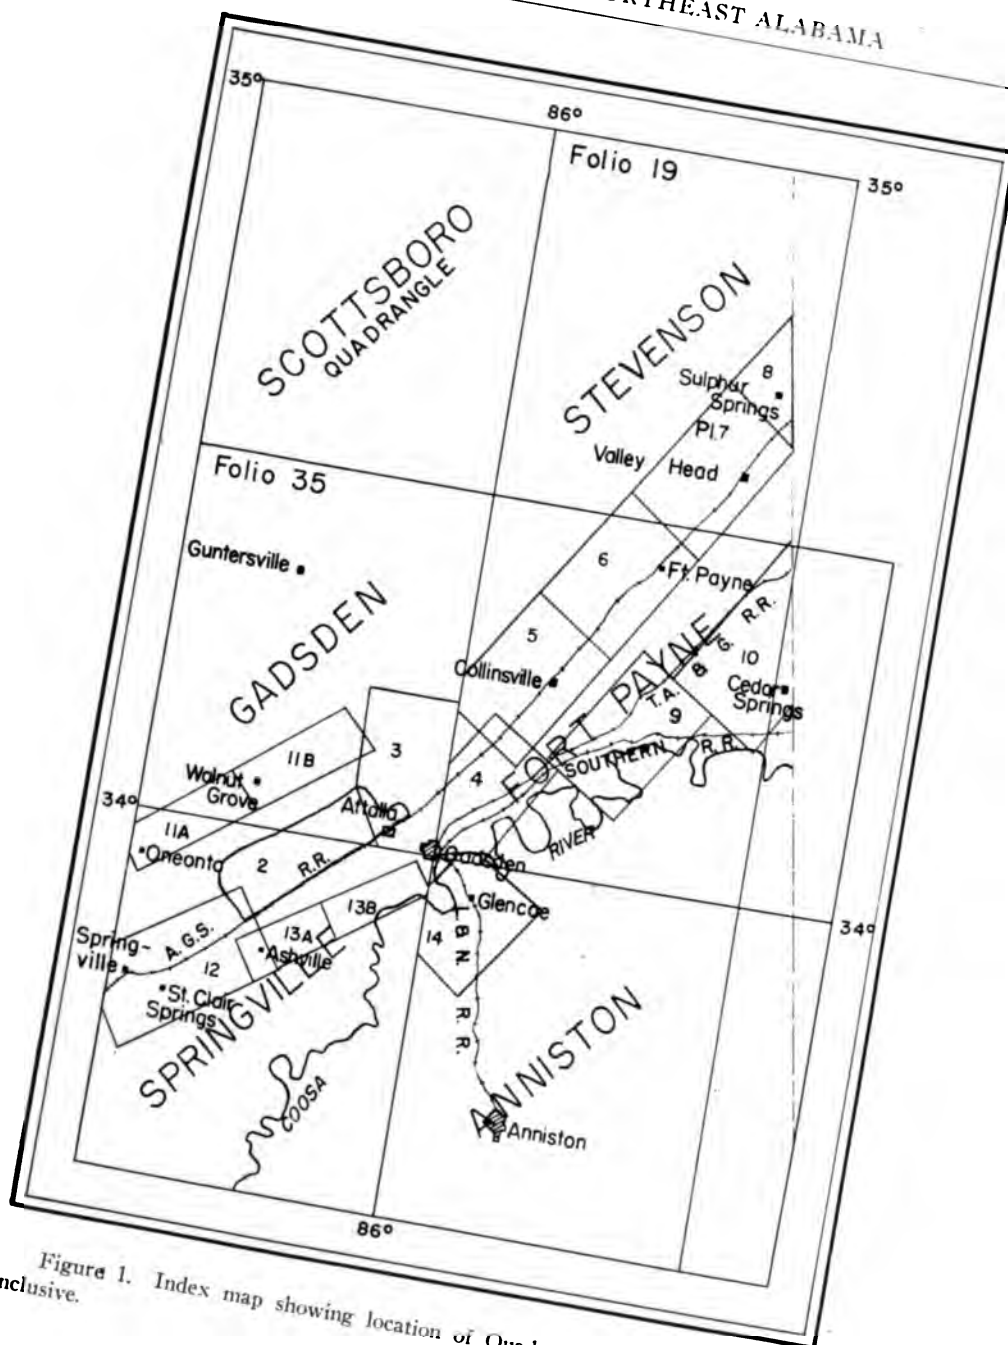 NORTHEAST ALABAMA
35°
86°
Folio 19
35°
SCOTTSBORO
QUADRANGLE
STEVENSON
8
Sulphur
Springs
Pl.7
Valley Head
Folio 35
Guntersville
6
Ft. Payne
GADSDEN
5
Collinsville
FORT PAYNE
T.A. & G. R.R.
10
Cedar
Springs
9
SOUTHERN R.R.
11B
3
4
Walnut
Grove
34°
Attalla
RIVER
11A
Oneonta
2
R.R.
Gadsden
13B
Glencoe
34°
A.G.S.
13A
Ashville
14
L&N. R.R.
Spring-
ville
12
St. Clair
Springs
SPRINGVILLE
COOSA
ANNISTON
Anniston
86°
Figure 1. Index map showing location of
nclusive.